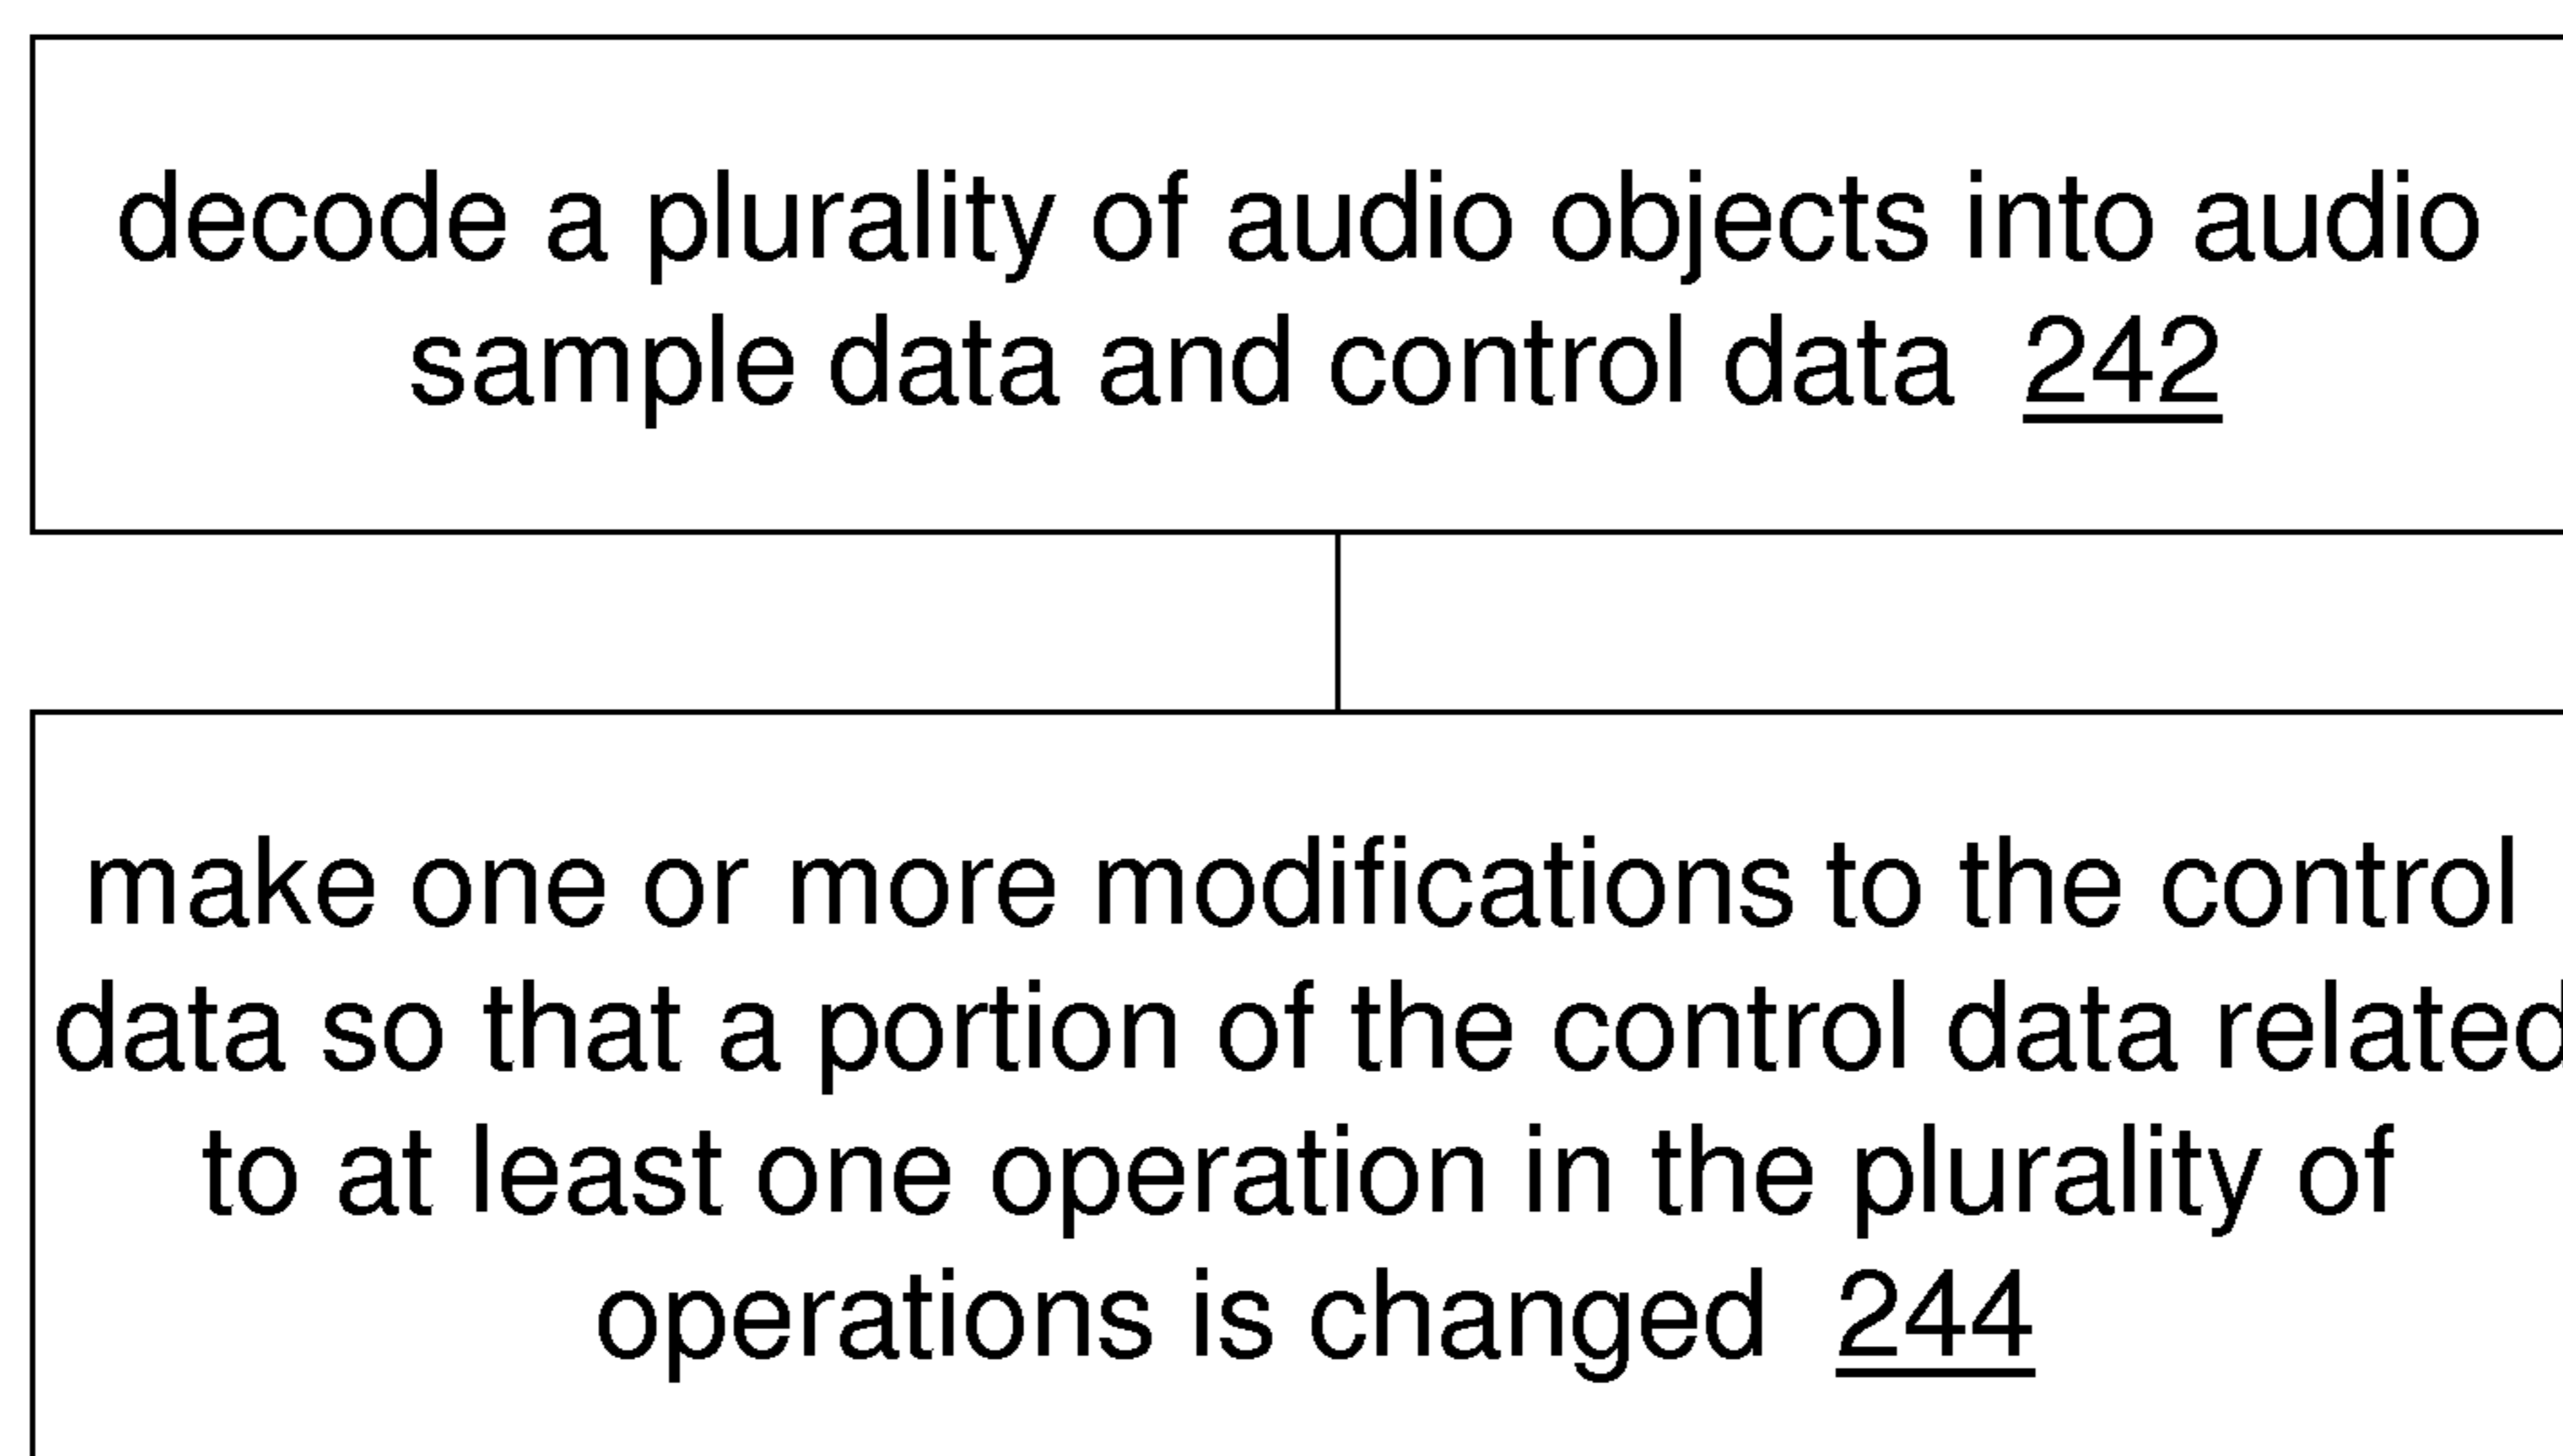 decode a plurality of audio objects into audio
sample data and control data 242
make one or more modifications to the control
data so that a portion of the control data related
to at least one operation in the plurality of
operations is changed 244